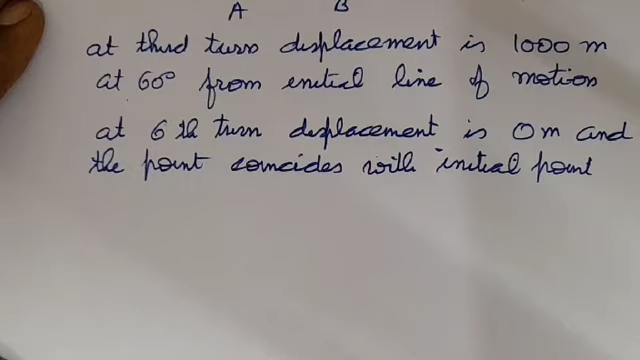 A B
at third turn displacement is 1000 m
at 60° from initial line of motion
at 6 th turn displacement is 0 m and
the point coincides with initial point